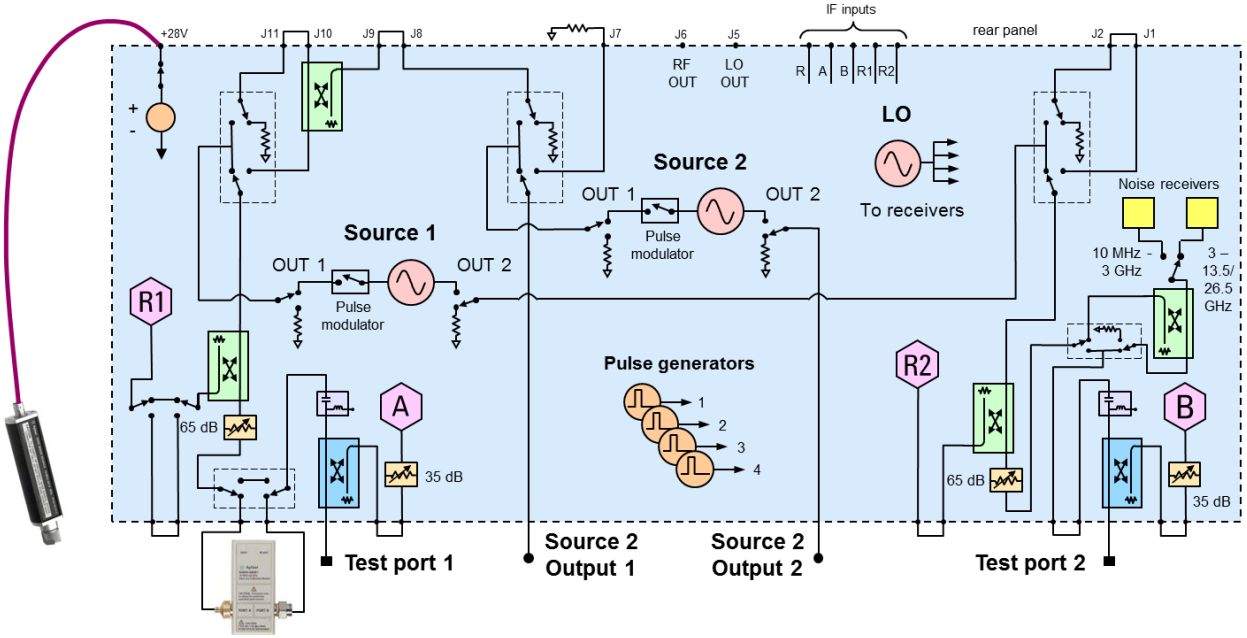 IF inputs
+28V
J11
J10
J9
J8
J7
J6
J5
rear panel
J2
J1
RF
OUT
LO
OUT
R
A
B
R1
R2
+
-
LO
To receivers
Source 2
OUT 1
OUT 2
Pulse
modulator
Noise receivers
10 MHz -
3 GHz
3 –
13.5/
26.5
GHz
Source 1
OUT 1
OUT 2
Pulse
modulator
R1
Pulse generators
1
2
3
4
R2
A
B
65 dB
35 dB
65 dB
35 dB
Test port 1
Source 2
Output 1
Source 2
Output 2
Test port 2
Agilent
PORT A
PORT B